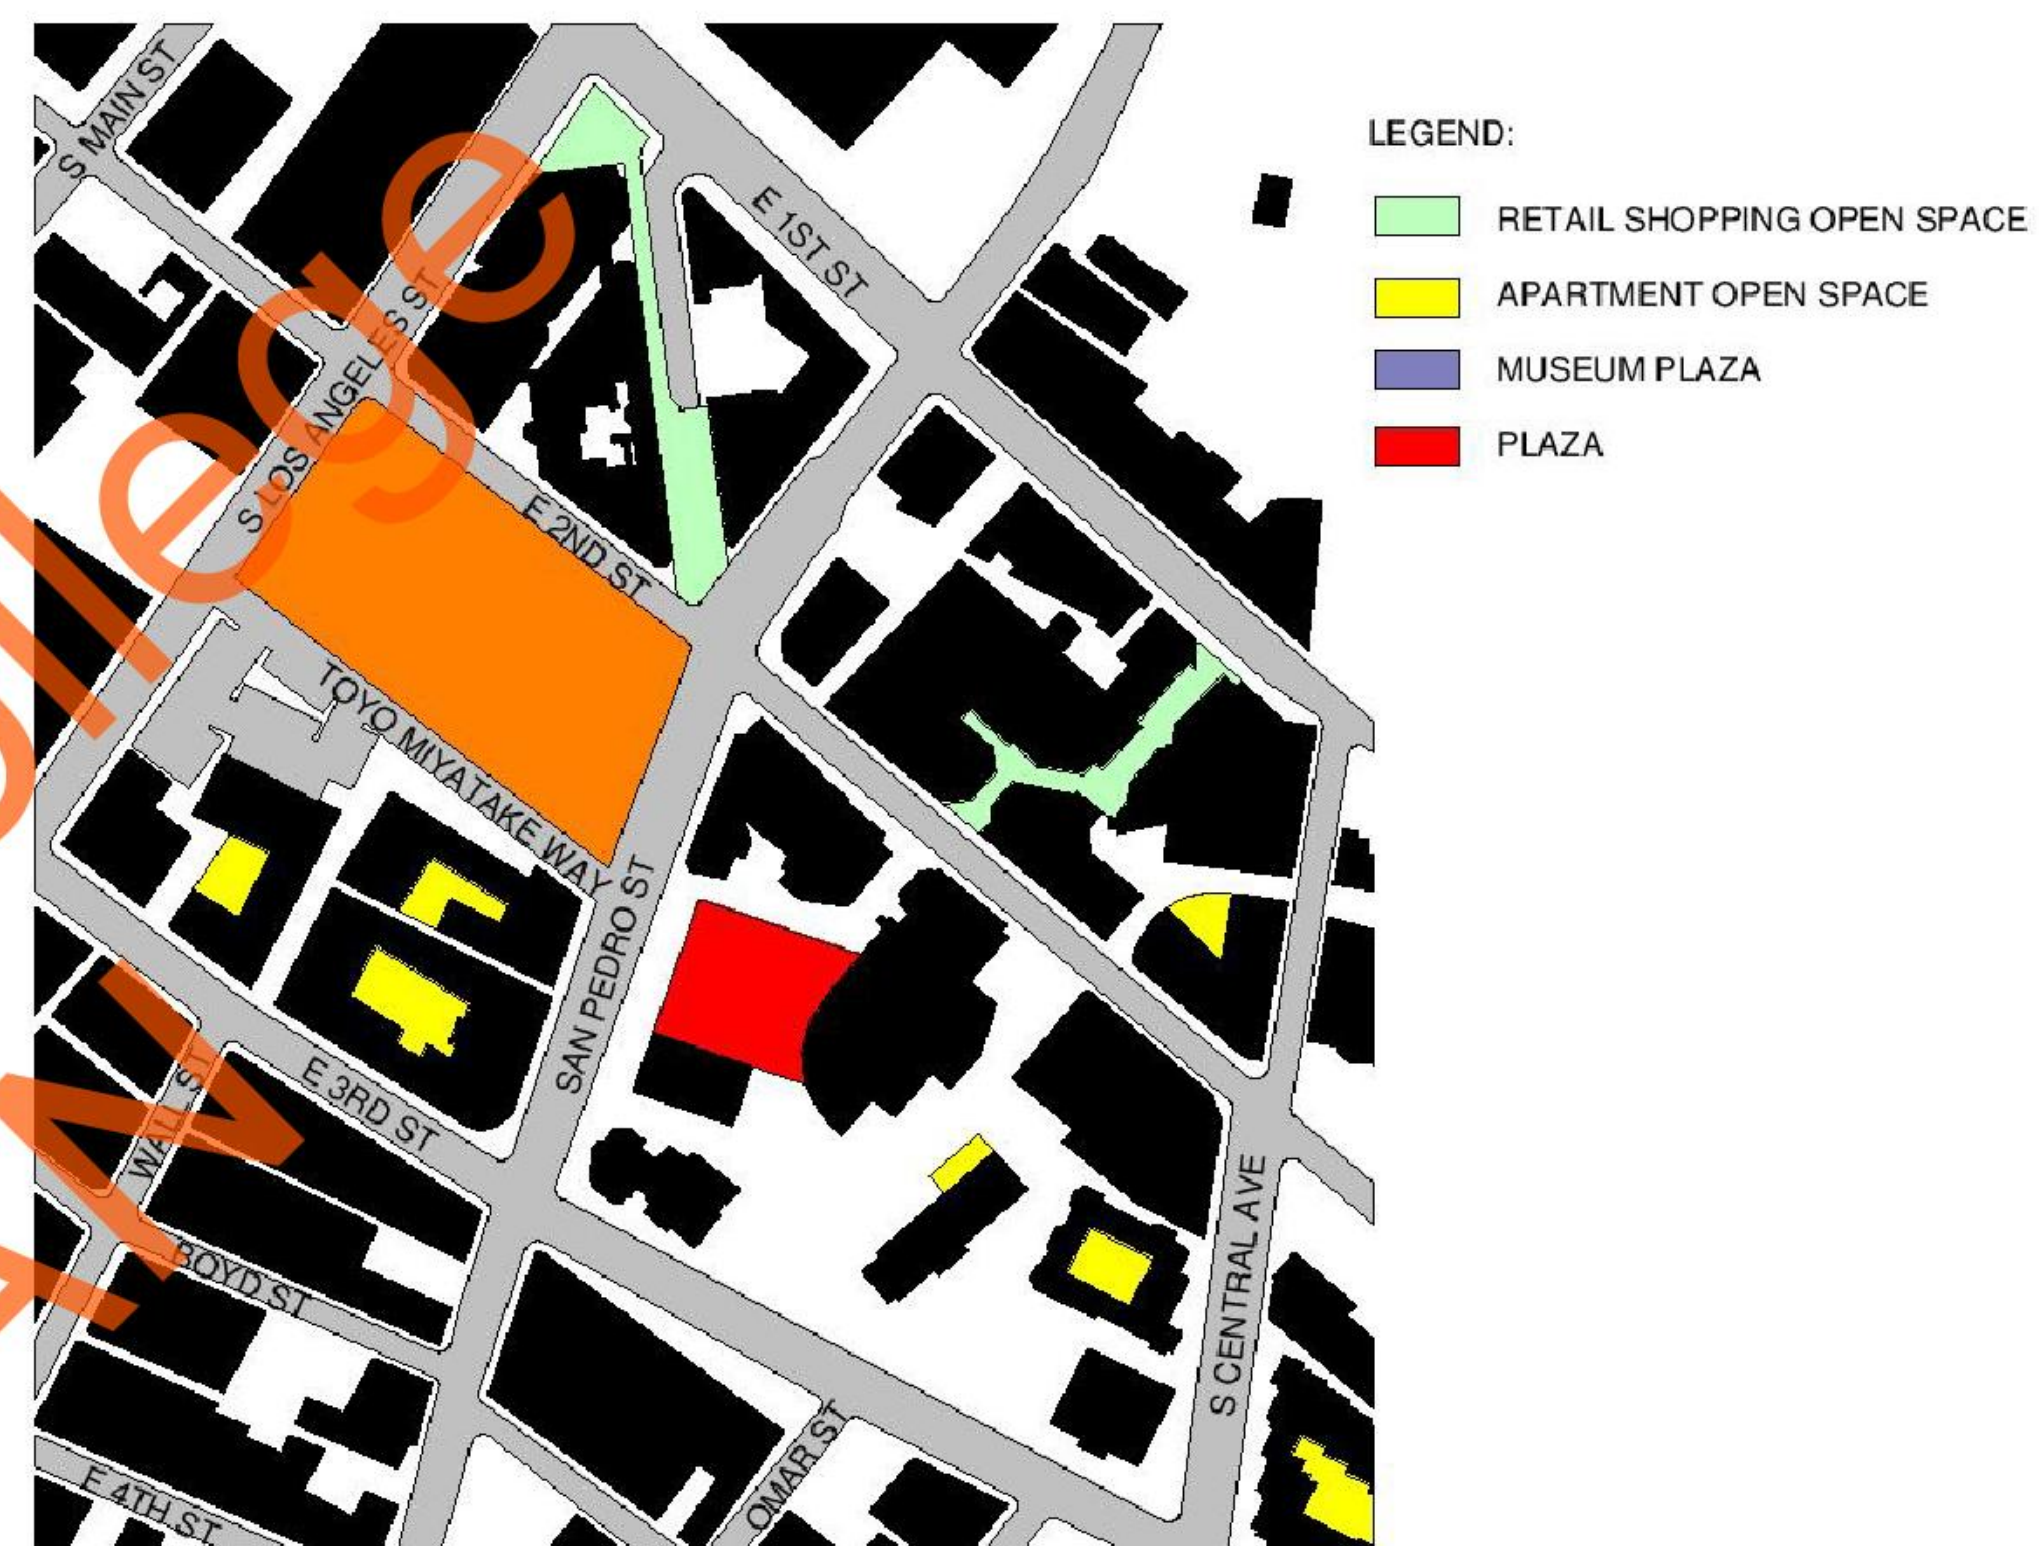 S MAIN ST
LEGEND:
E 1ST ST
RETAIL SHOPPING OPEN SPACE
APARTMENT OPEN SPACE
S LOS ANGELES ST
MUSEUM PLAZA
PLAZA
E 2ND ST
TOYO MIYATAKE WAY
SAN PEDRO ST
E 3RD ST
WALL ST
S CENTRAL AVE
BOYD ST
OMAR ST
E 4TH ST
llege